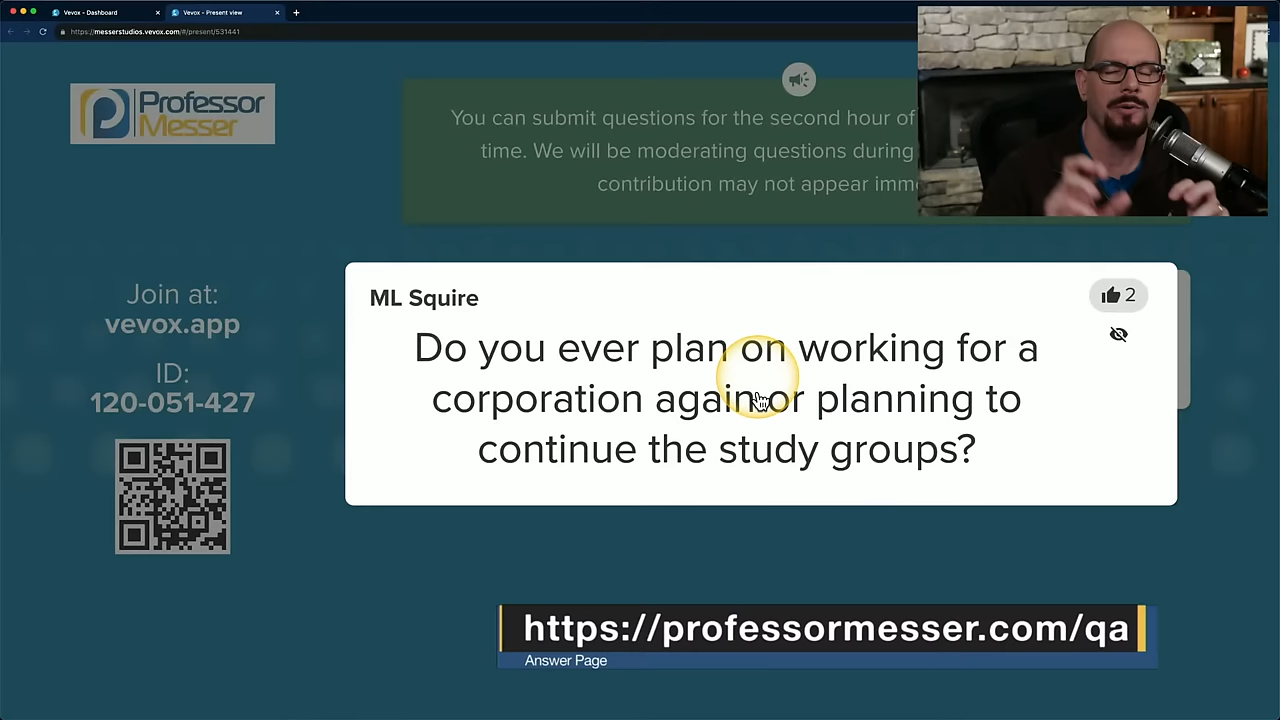 Vevox - Dashboard
Vevox - Present view
https://messerstudios.vevox.com/#/present/531441
Professor
Messer
You can submit questions for the second hour of
time. We will be moderating questions during
contribution may not appear imme
Join at:
vevox.app
ID:
120-051-427
ML Squire
2
Do you ever plan on working for a
corporation again or planning to
continue the study groups?
https://professormesser.com/qa
Answer Page